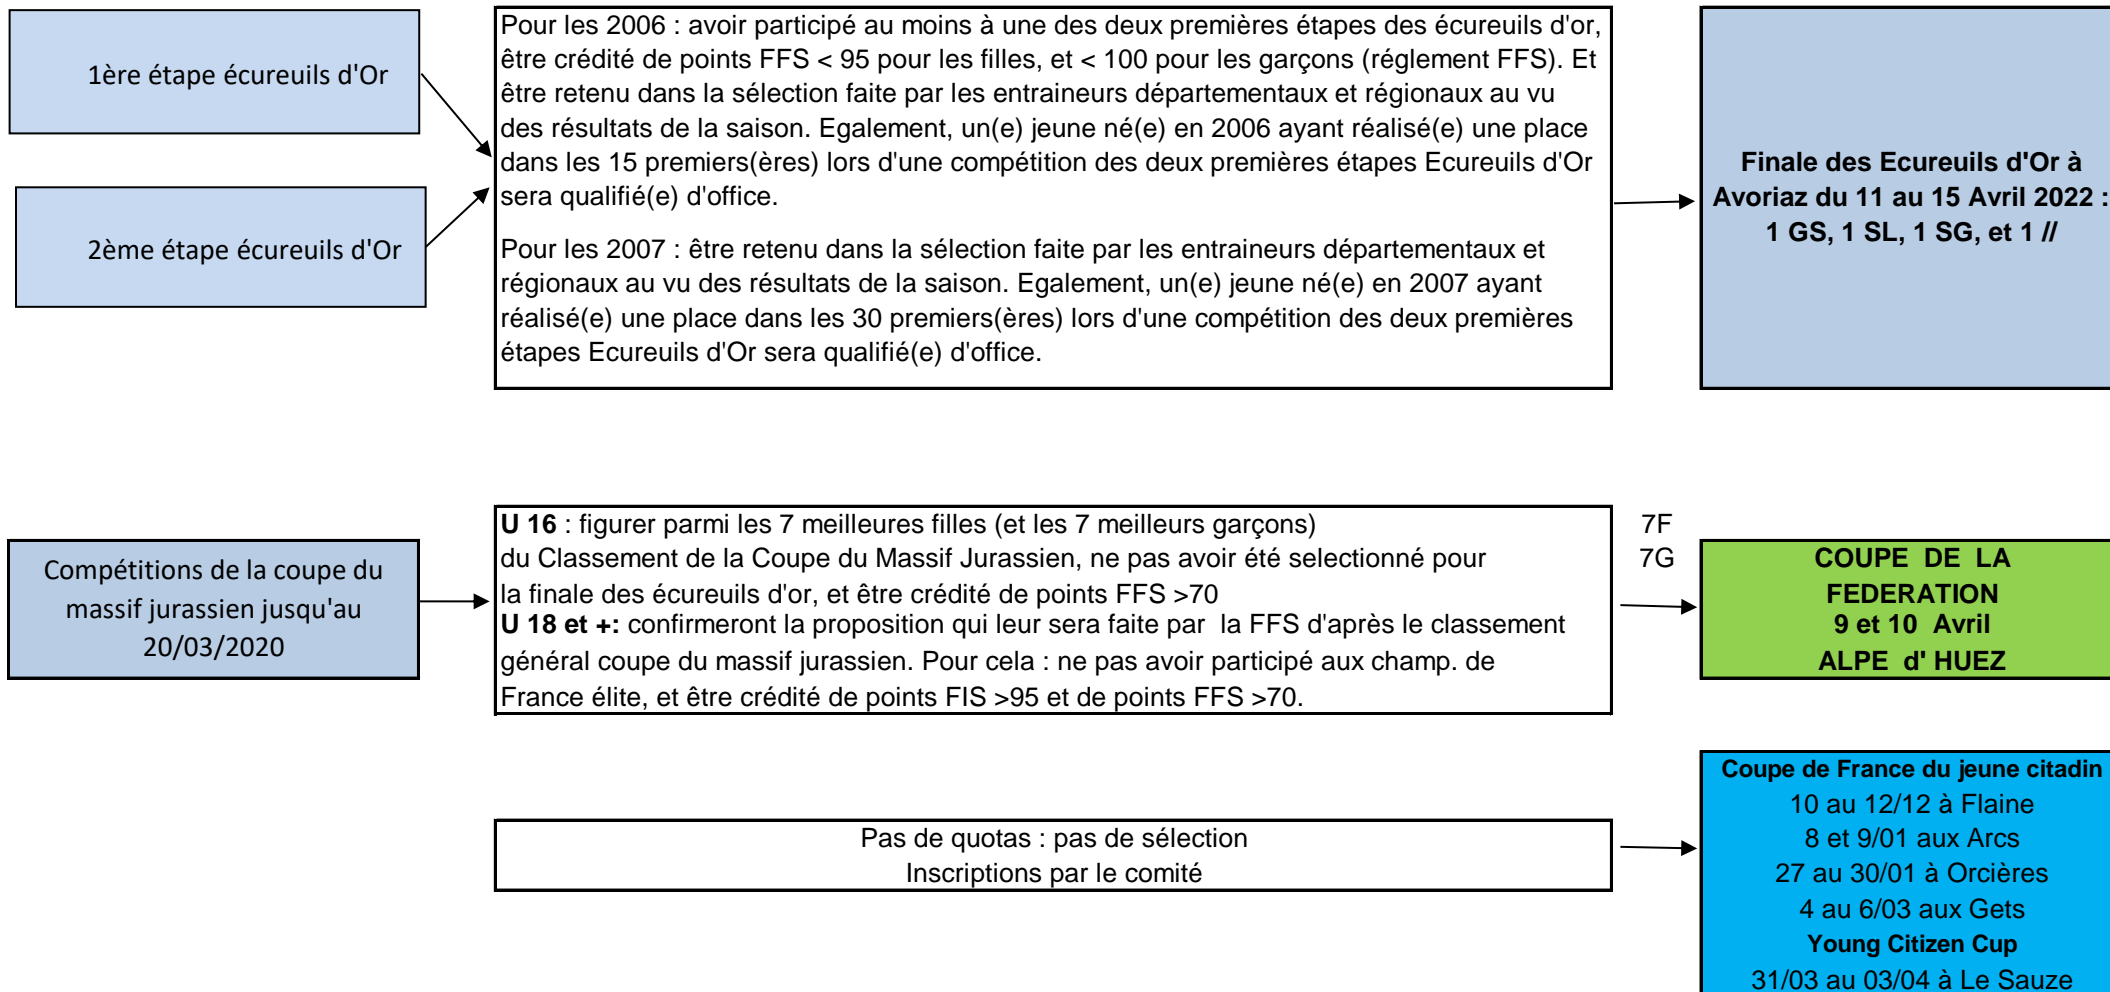 1ère étape écureuils d'Or
2ème étape écureuils d'Or
Pour les 2006 : avoir participé au moins à une des deux premières étapes des écureuils d'or,
être crédité de points FFS < 95 pour les filles, et < 100 pour les garçons (réglement FFS). Et
être retenu dans la sélection faite par les entraineurs départementaux et régionaux au vu
des résultats de la saison. Egalement, un(e) jeune né(e) en 2006 ayant réalisé(e) une place
dans les 15 premiers(ères) lors d'une compétition des deux premières étapes Ecureuils d'Or
sera qualifié(e) d'office.
Pour les 2007 : être retenu dans la sélection faite par les entraineurs départementaux et
régionaux au vu des résultats de la saison. Egalement, un(e) jeune né(e) en 2007 ayant
réalisé(e) une place dans les 30 premiers(ères) lors d'une compétition des deux premières
étapes Ecureuils d'Or sera qualifié(e) d'office.
Finale des Ecureuils d'Or à
Avoriaz du 11 au 15 Avril 2022 :
1 GS, 1 SL, 1 SG, et 1 //
Compétitions de la coupe du
massif jurassien jusqu'au
20/03/2020
U 16 : figurer parmi les 7 meilleures filles (et les 7 meilleurs garçons)
du Classement de la Coupe du Massif Jurassien, ne pas avoir été selectionné pour
la finale des écureuils d'or, et être crédité de points FFS >70
U 18 et +: confirmeront la proposition qui leur sera faite par la FFS d'après le classement
général coupe du massif jurassien. Pour cela : ne pas avoir participé aux champ. de
France élite, et être crédité de points FIS >95 et de points FFS >70.
7F
7G
COUPE DE LA
FEDERATION
9 et 10 Avril
ALPE d' HUEZ
Pas de quotas : pas de sélection
Inscriptions par le comité
Coupe de France du jeune citadin
10 au 12/12 à Flaine
8 et 9/01 aux Arcs
27 au 30/01 à Orcières
4 au 6/03 aux Gets
Young Citizen Cup
31/03 au 03/04 à Le Sauze